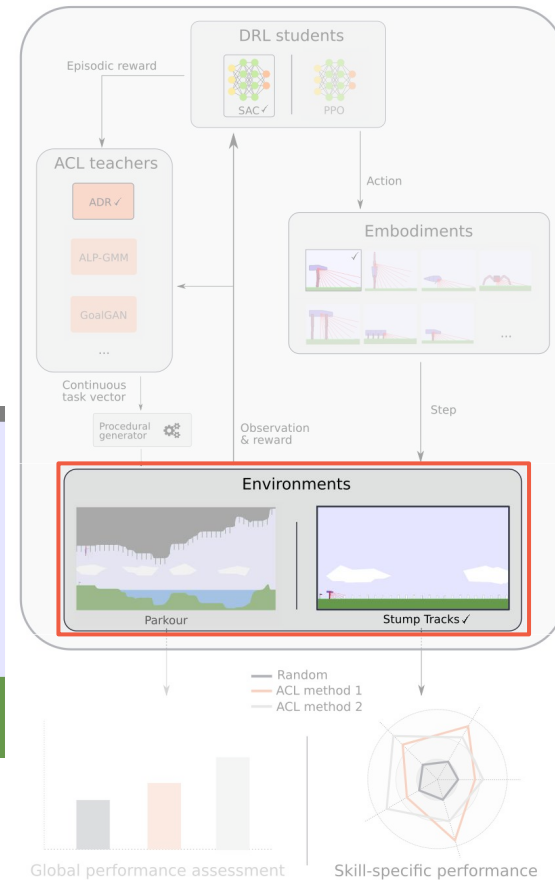 DRL students
Episodic reward
SAC ✓
PPO
ACL teachers
ADR ✓
Action
Embodiments
✓
ALP-GMM
GoalGAN
...
...
Continuous
task vector
Procedural
generator
Observation
& reward
Step
Environments
Parkour
Stump Tracks ✓
Random
ACL method 1
ACL method 2
Global performance assessment
Skill-specific performance